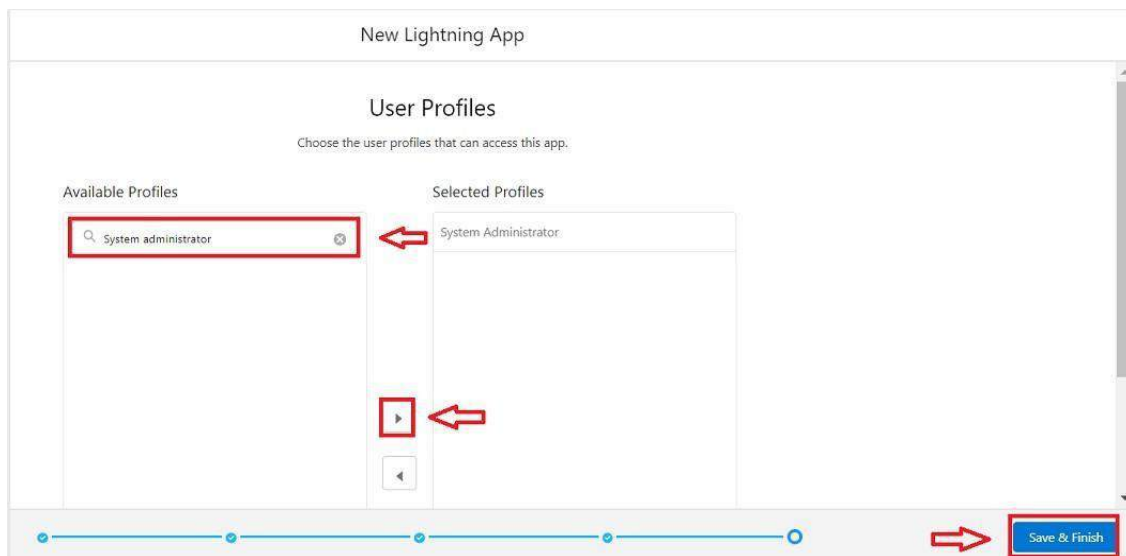 New Lightning App
User Profiles
Choose the user profiles that can access this app.
Available Profiles
Selected Profiles
System administrator
System Administrator
Save & Finish